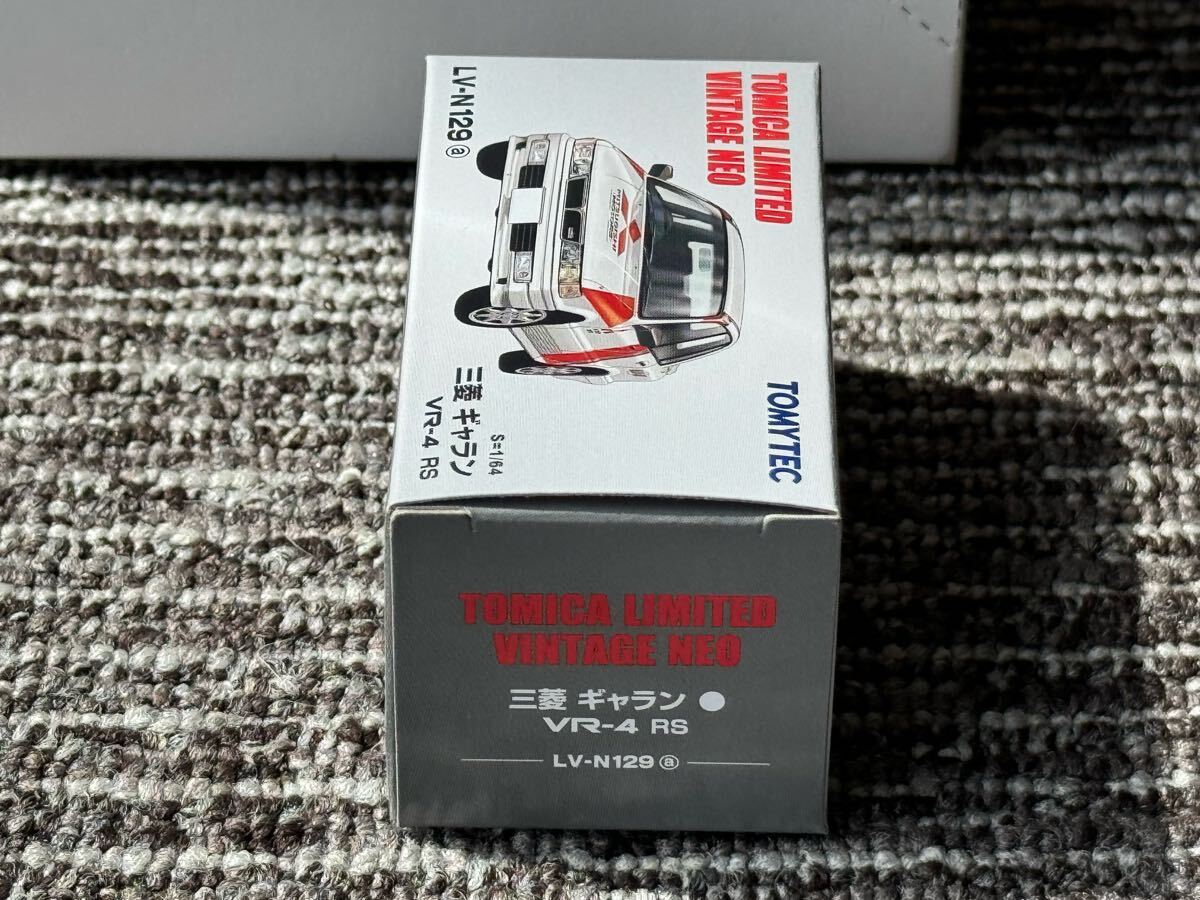 TOMICA LIMITED
VINTAGE NEO
TOMYTEC
LV-N129 ⓐ
MITSUBISHI
S=1/64
三菱 ギャラン
VR-4 RS
TOMICA LIMITED
VINTAGE NEO
三菱 ギャラン ●
VR-4 RS
LV-N129 ⓐ